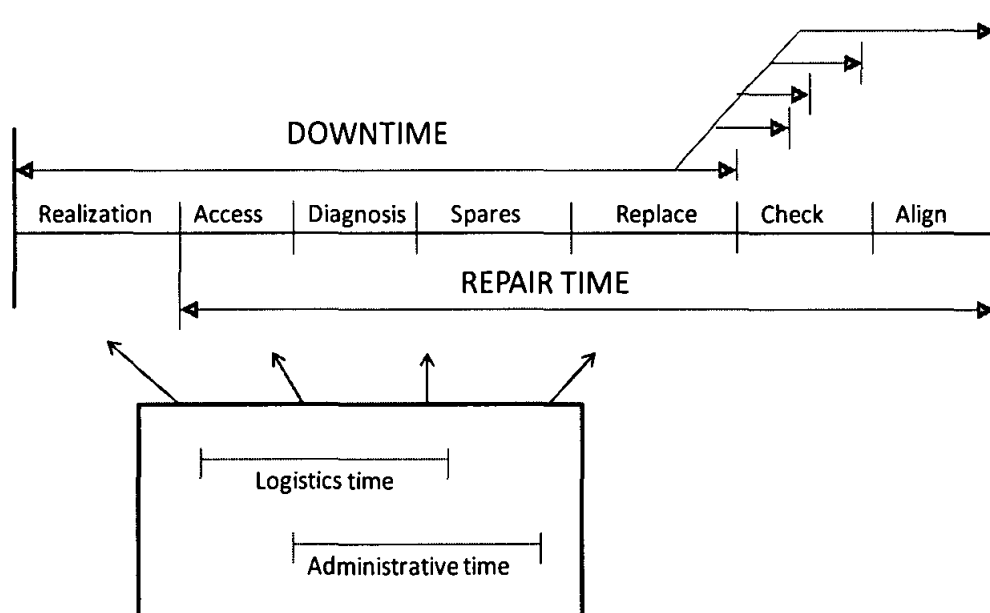 DOWNTIME
Realization Access Diagnosis Spares Replace Check Align
REPAIR TIME
Logistics time
Administrative time